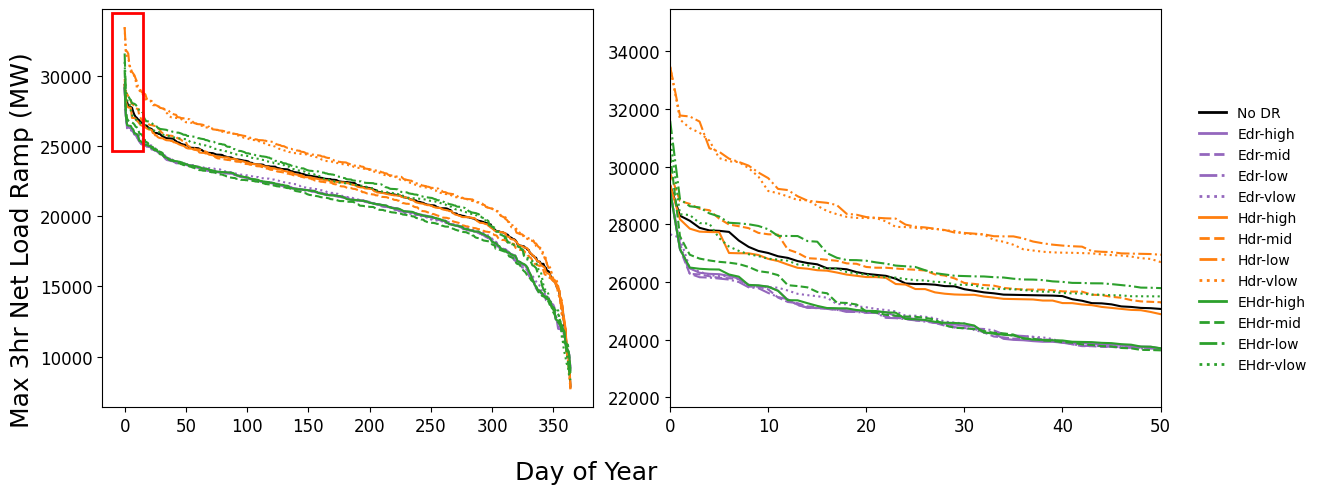 Max 3hr Net Load Ramp (MW)
30000
25000
20000
15000
10000
0 50 100 150 200 250 300 350
34000
32000
30000
28000
26000
24000
22000
0 10 20 30 40 50
Day of Year
No DR
Edr-high
Edr-mid
Edr-low
Edr-vlow
Hdr-high
Hdr-mid
Hdr-low
Hdr-vlow
EHdr-high
EHdr-mid
EHdr-low
EHdr-vlow